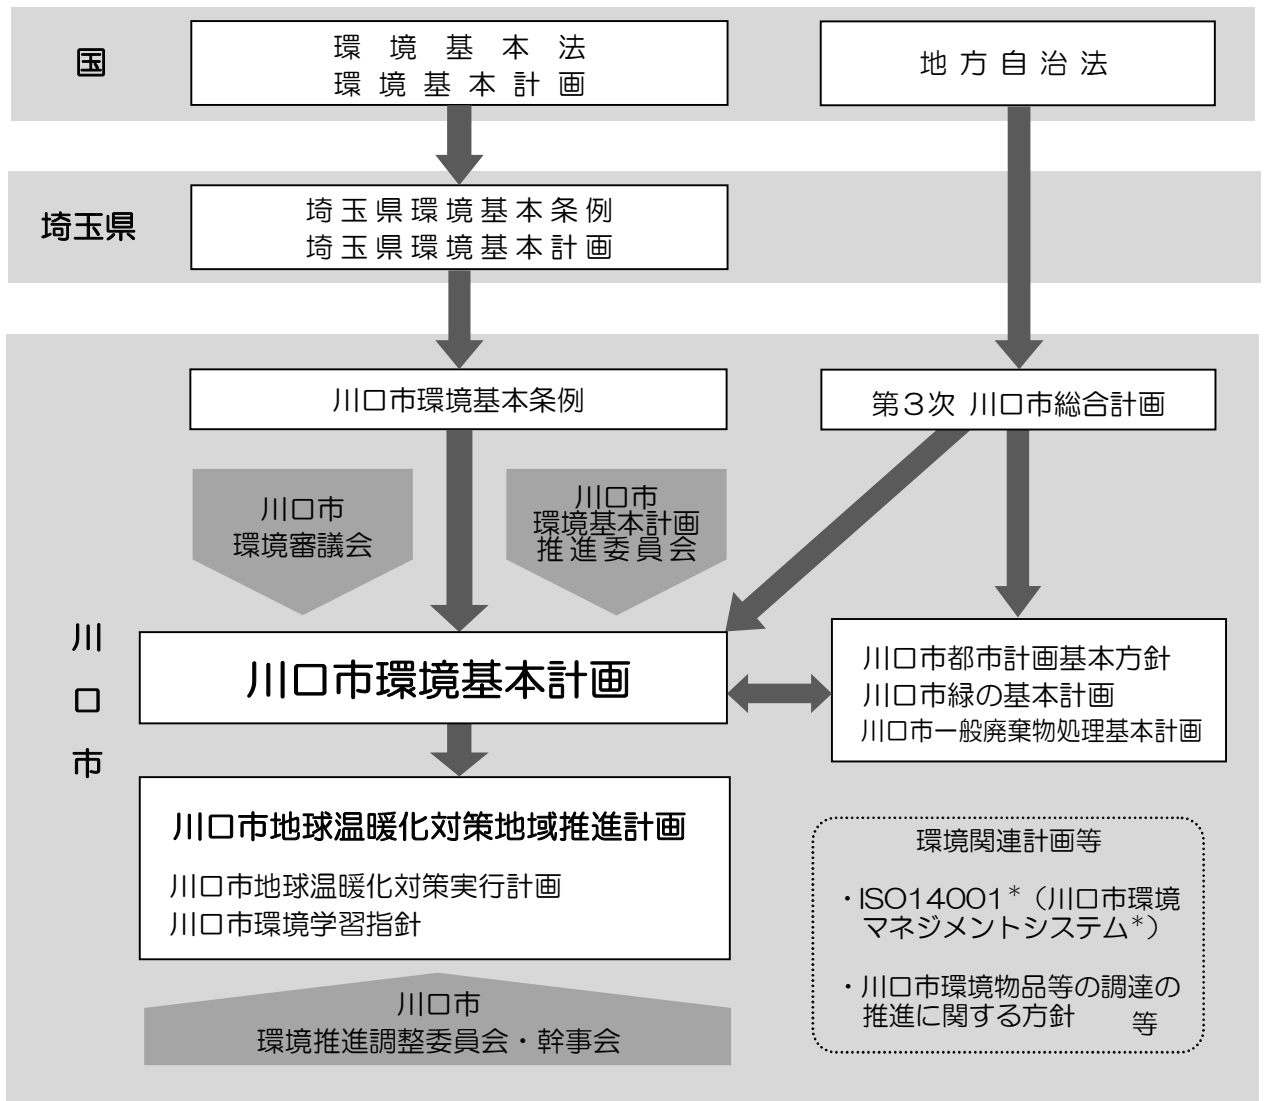 国
環境基本法
環境基本計画
地方自治法
埼玉県
埼玉県環境基本条例
埼玉県環境基本計画
川口市
川口市環境基本条例
第3次 川口市総合計画
川口市
環境審議会
川口市
環境基本計画
推進委員会
川口市環境基本計画
川口市都市計画基本方針
川口市緑の基本計画
川口市一般廃棄物処理基本計画
川口市地球温暖化対策地域推進計画
川口市地球温暖化対策実行計画
川口市環境学習指針
川口市
環境推進調整委員会・幹事会
環境関連計画等
・ISO14001*（川口市環境
マネジメントシステム*）
・川口市環境物品等の調達の
推進に関する方針 等